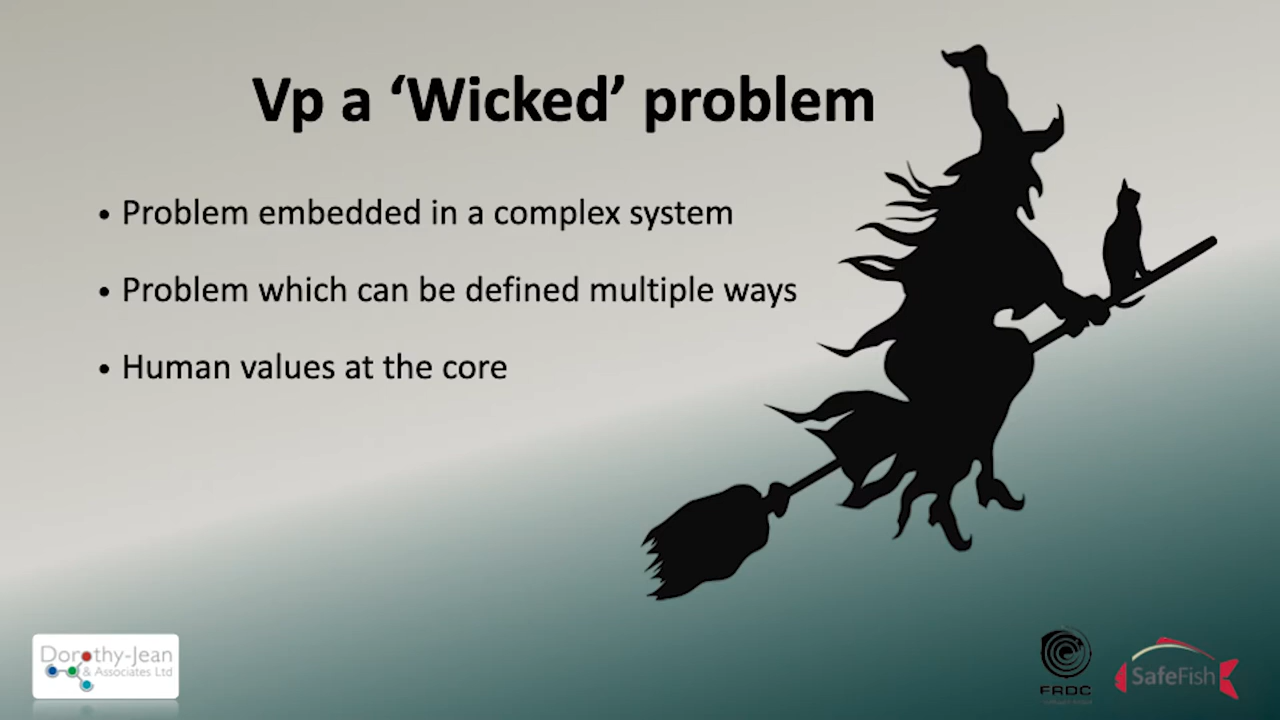 Vp a ‘Wicked’ problem
• Problem embedded in a complex system
• Problem which can be defined multiple ways
• Human values at the core
Dorothy-Jean
& Associates Ltd
FRDC
SafeFish